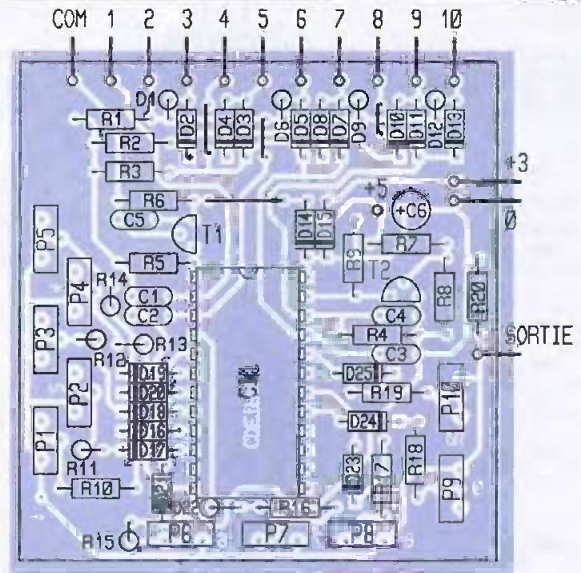 COM 1 2 3 4 5 6 7 8 9 10
D1 D6 D9 D12
R1 D2 D4 D3 D5 D8 D7 D10 D11 D13
R2
R3
+3
R6 +5
Ø
C5 +C6
P5 T1 D14 D15 R7
R9
R5 T2
P4 R14 R8 R20
C1
C2 C4
P3 R4 SORTIE
R12 R13 C3
D19 D25
P2 D20 R19 P10
D18
P1 D16 D24
D17
R11 R18
R10 D23 P9
R16
P6 P7 P8
R15